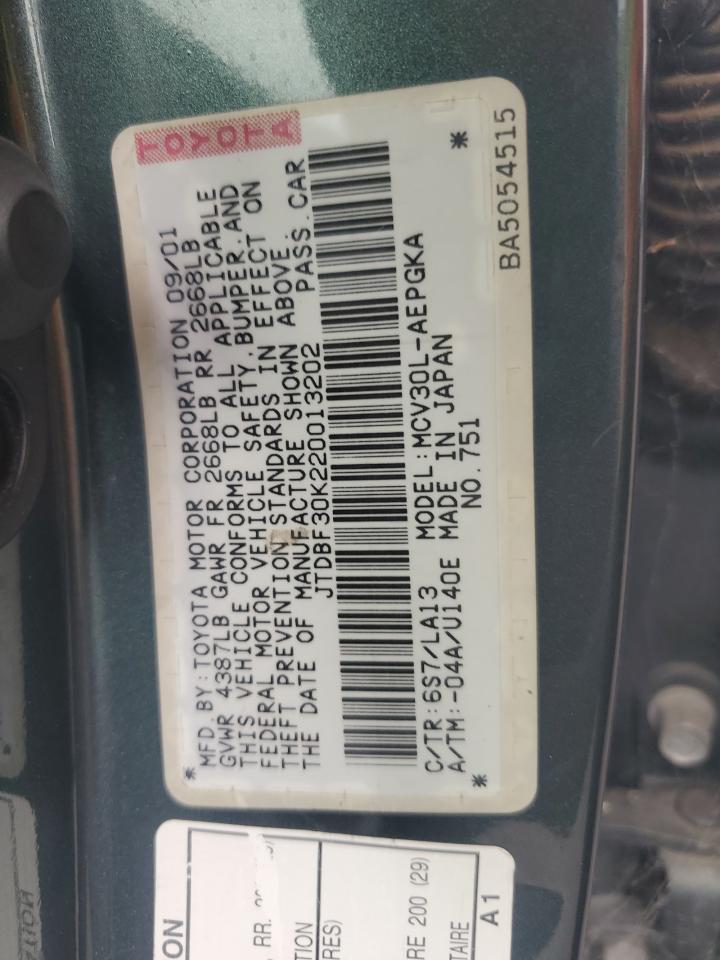 TOYOTA
* MFD. BY: TOYOTA MOTOR CORPORATION 09/01
GVWR 4387LB GAWR FR 2668LB RR 2668LB
THIS VEHICLE CONFORMS TO ALL APPLICABLE
FEDERAL MOTOR VEHICLE SAFETY, BUMPER, AND
THEFT PREVENTION STANDARDS IN EFFECT ON
THE DATE OF MANUFACTURE SHOWN ABOVE.
JTDBF30K220013202 PASS. CAR
C/TR: 6S7/LA13 MODEL: MCV30L-AEPGKA
A/TM: -04A/U140E MADE IN JAPAN
* NO. 751 *
BA5054515
ON
RR.
TION
RES)
RE 200 (29)
TAIRE
A1